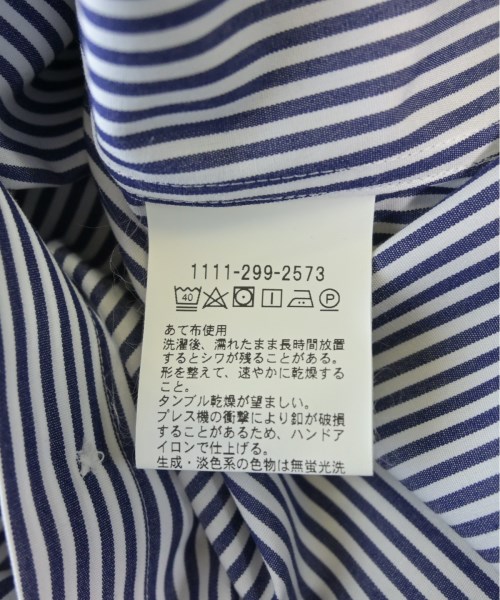 1111-299-2573
40
あて布使用
洗濯後、濡れたまま長時間放置
するとシワが残ることがある。
形を整えて、速やかに乾燥する
こと。
タンブル乾燥が望ましい。
プレス機の衝撃により釦が破損
することがあるため、ハンドア
イロンで仕上げる。
生成・淡色系の色物は無蛍光洗